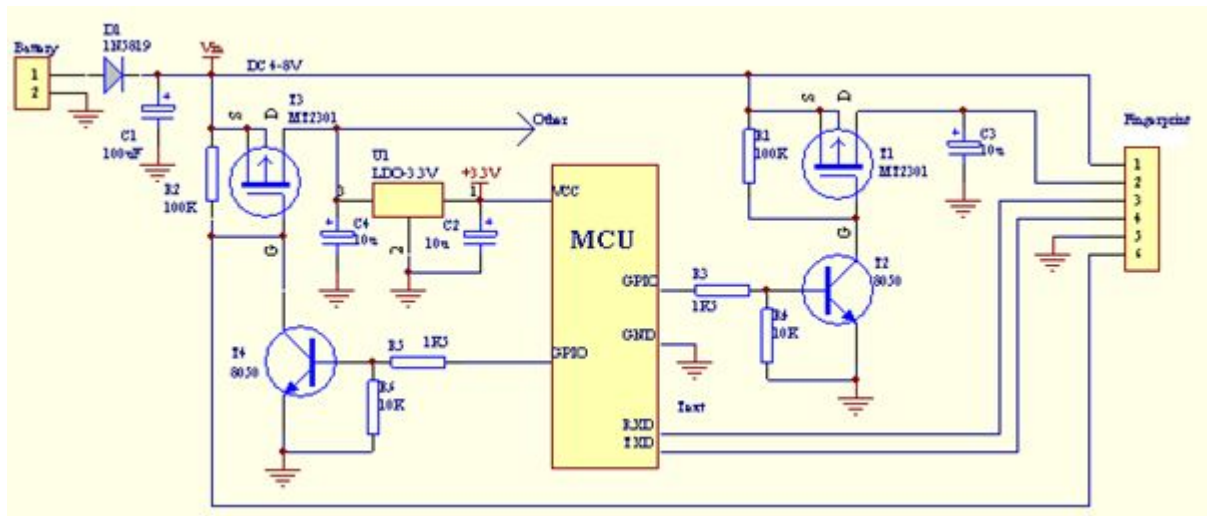 D1
1N5819
Battery
1
2
Vin
DC 4-8V
C1
100uF
S
D
T3
MT2301
Other
R2
100K
G
U1
LDO-3.3V
+3.3V
3
1
2
C4
10u
C2
10u
VCC
MCU
GPIO
GND
GPIO
RXD
TXD
Text
T4
8050
R5
1K5
R6
10K
R3
1K5
R4
10K
T2
8050
S
D
R1
100K
T1
MT2301
G
C3
10u
Fingerprint
1
2
3
4
5
6